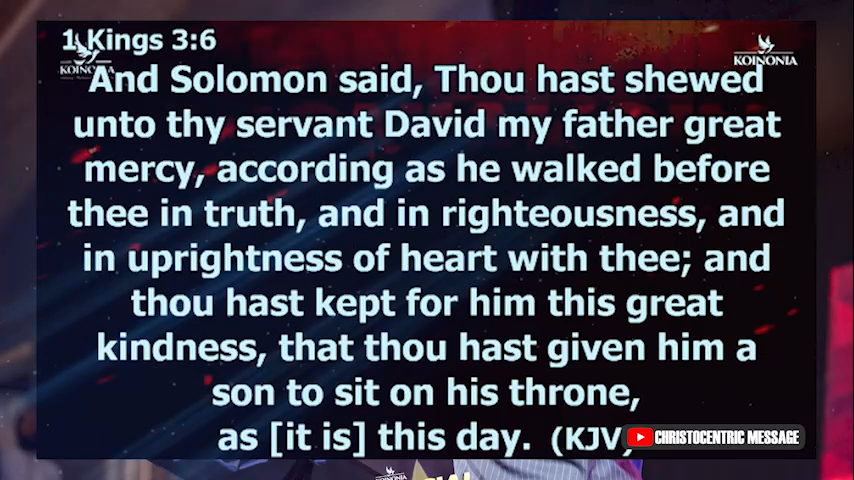 1 Kings 3:6
KOINONIA
KOINONIA
And Solomon said, Thou hast shewed
unto thy servant David my father great
mercy, according as he walked before
thee in truth, and in righteousness, and
in uprightness of heart with thee; and
thou hast kept for him this great
kindness, that thou hast given him a
son to sit on his throne,
as [it is] this day. (KJV)
CHRISTOCENTRIC MESSAGE
KOINONIA